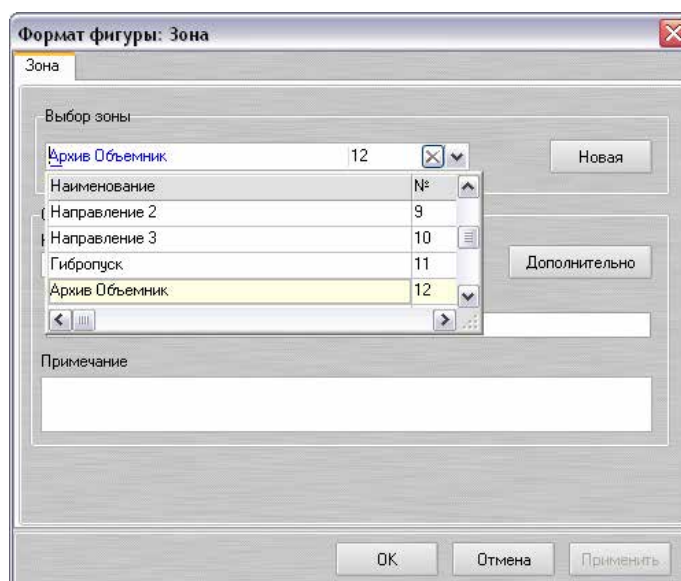 Формат фигуры: Зона
Зона
Выбор зоны
Архив Объемник 12
Новая
Наименование №
Направление 2 9
Направление 3 10
Гибропуск 11
Дополнительно
Архив Объемник 12
Примечание
OK Отмена Применить